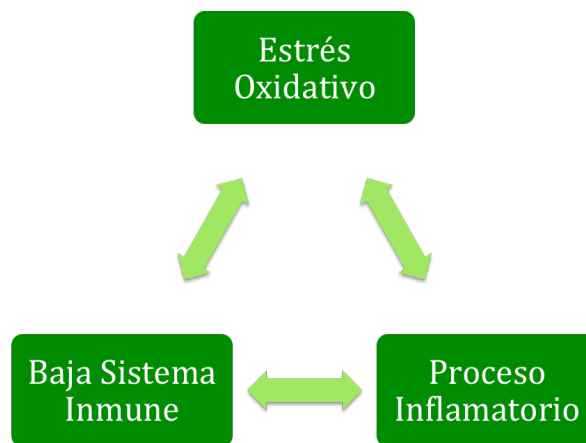 Estrés
Oxidativo
Baja Sistema
Inmune
Proceso
Inflamatorio